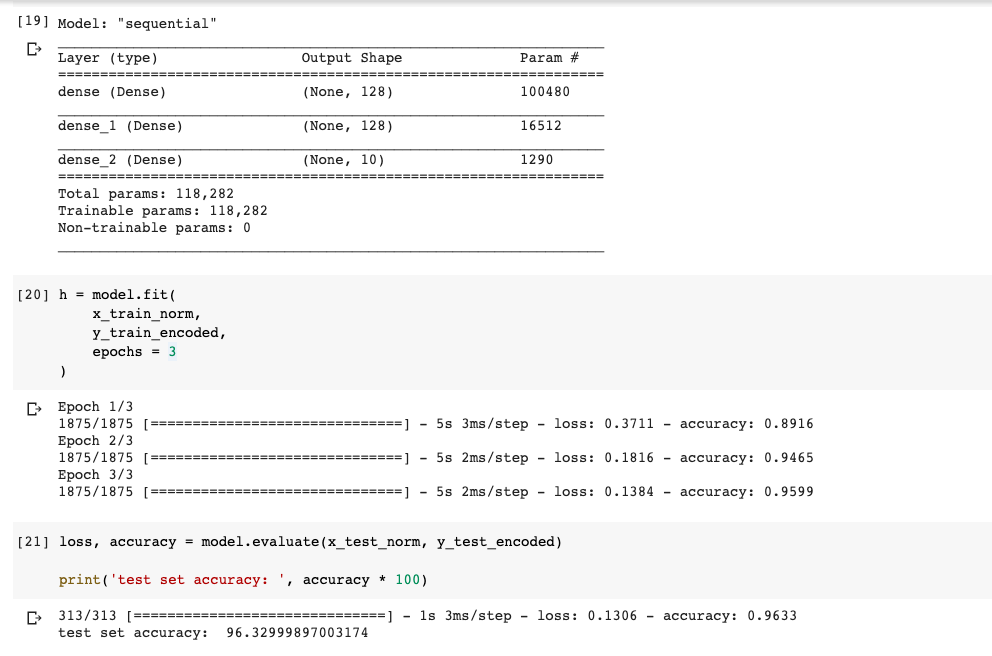 [19] Model: "sequential"
Layer (type) Output Shape Param #
=================================================================
dense (Dense) (None, 128) 100480
dense_1 (Dense) (None, 128) 16512
dense_2 (Dense) (None, 10) 1290
=================================================================
Total params: 118,282
Trainable params: 118,282
Non-trainable params: 0
[20] h = model.fit(
x_train_norm,
y_train_encoded,
epochs = 3
)
Epoch 1/3
1875/1875 [==============================] - 5s 3ms/step - loss: 0.3711 - accuracy: 0.8916
Epoch 2/3
1875/1875 [==============================] - 5s 2ms/step - loss: 0.1816 - accuracy: 0.9465
Epoch 3/3
1875/1875 [==============================] - 5s 2ms/step - loss: 0.1384 - accuracy: 0.9599
[21] loss, accuracy = model.evaluate(x_test_norm, y_test_encoded)
print('test set accuracy: ', accuracy * 100)
313/313 [==============================] - 1s 3ms/step - loss: 0.1306 - accuracy: 0.9633
test set accuracy:  96.32999897003174